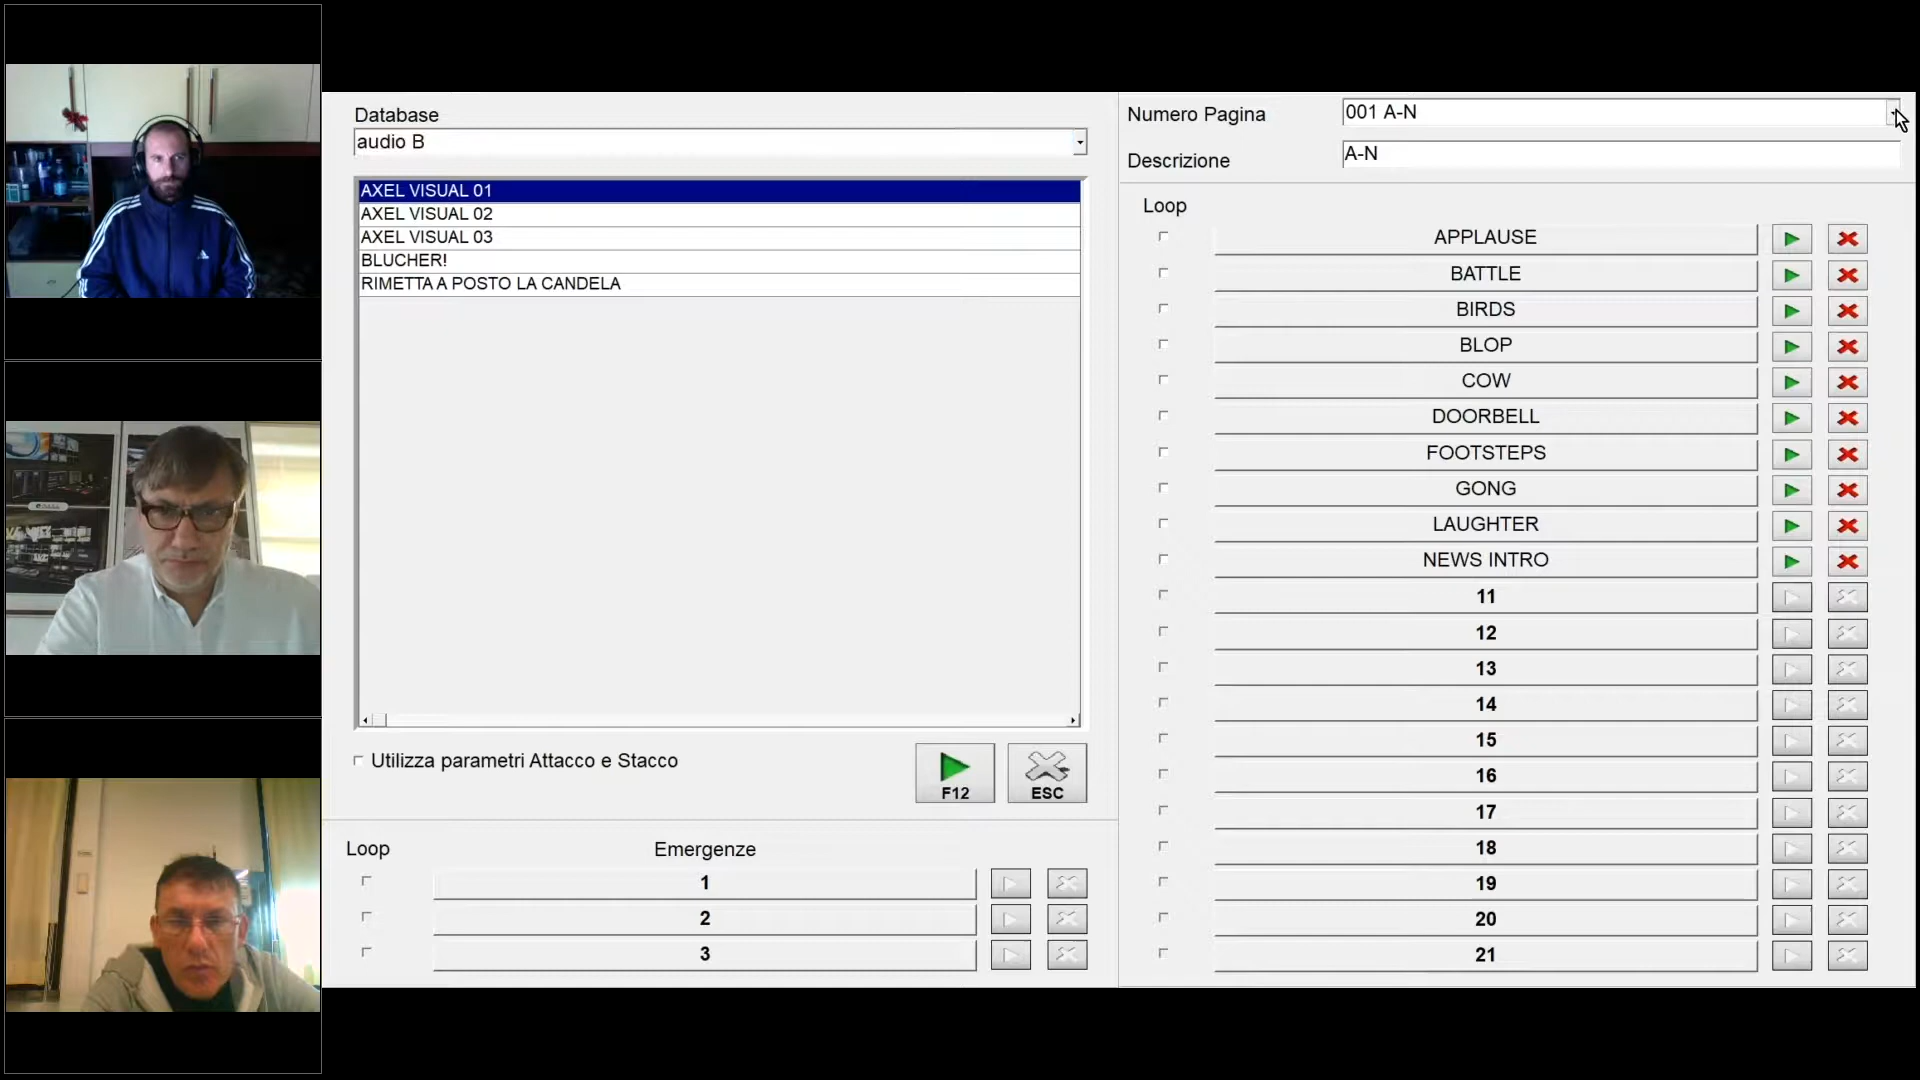 Database
audio B
AXEL VISUAL 01
AXEL VISUAL 02
AXEL VISUAL 03
BLUCHER!
RIMETTA A POSTO LA CANDELA
Utilizza parametri Attacco e Stacco
F12
ESC
Loop
Emergenze
1
2
3
Numero Pagina
001 A-N
Descrizione
A-N
Loop
APPLAUSE
BATTLE
BIRDS
BLOP
COW
DOORBELL
FOOTSTEPS
GONG
LAUGHTER
NEWS INTRO
11
12
13
14
15
16
17
18
19
20
21